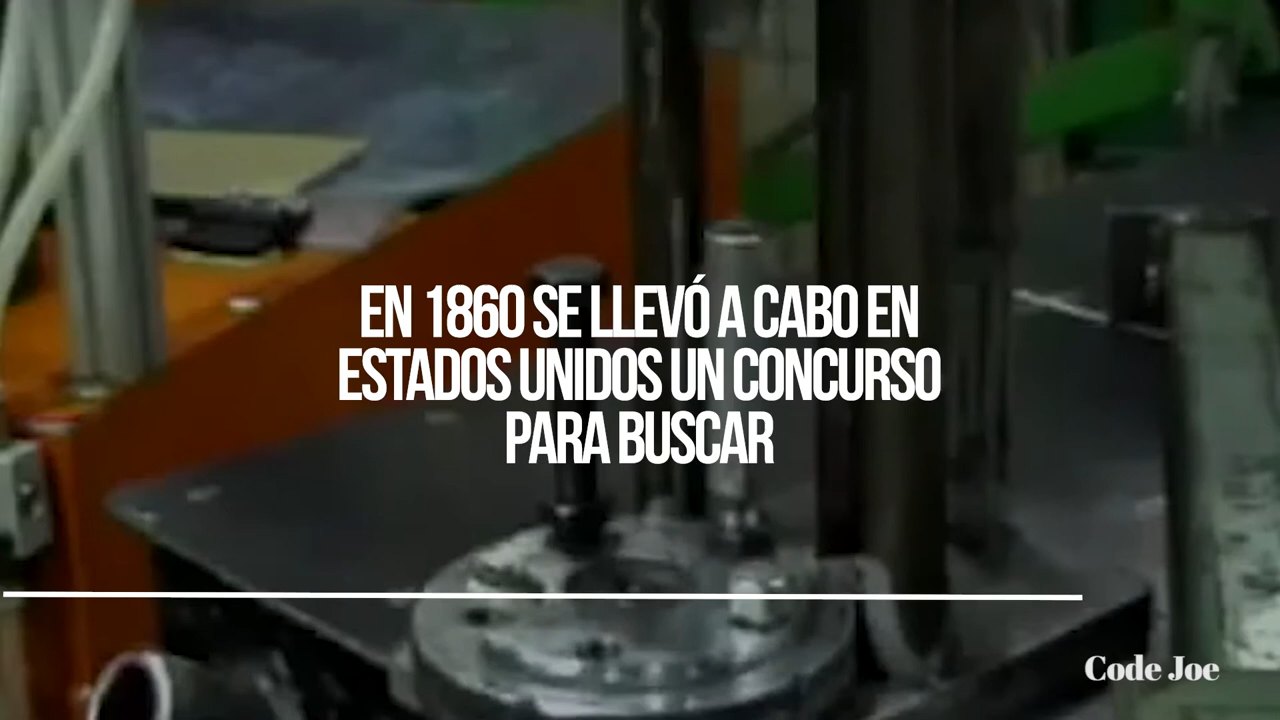 EN 1860 SE LLEVÓ A CABO EN
ESTADOS UNIDOS UN CONCURSO
PARA BUSCAR
Code Joe